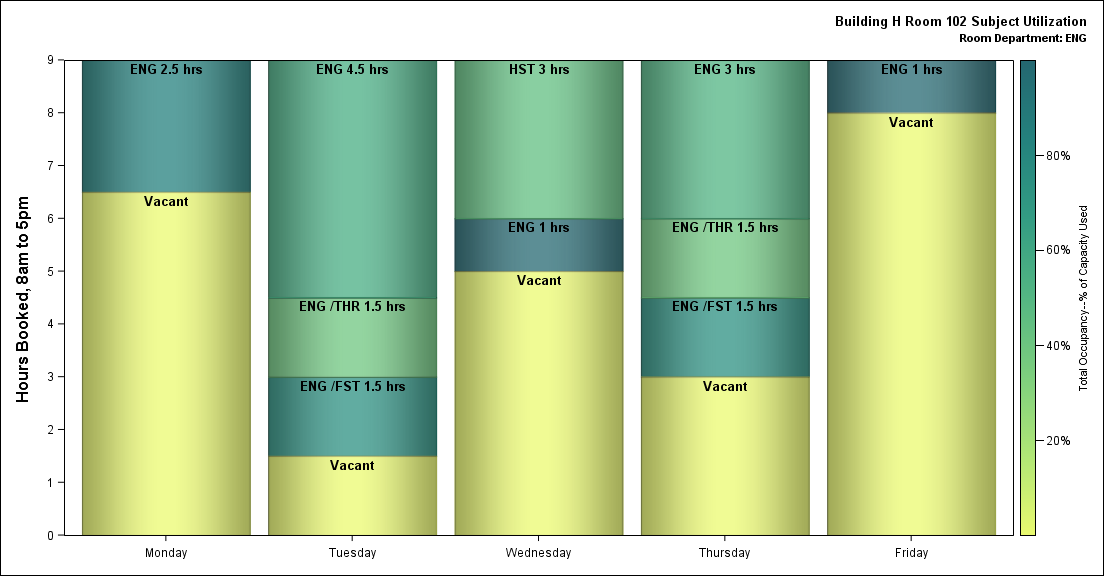 Building H Room 102 Subject Utilization
Room Department: ENG
Hours Booked, 8am to 5pm
9
8
7
6
5
4
3
2
1
0
ENG 2.5 hrs
Vacant
ENG 4.5 hrs
ENG /THR 1.5 hrs
ENG /FST 1.5 hrs
Vacant
HST 3 hrs
ENG 1 hrs
Vacant
ENG 3 hrs
ENG /THR 1.5 hrs
ENG /FST 1.5 hrs
Vacant
ENG 1 hrs
Vacant
Monday
Tuesday
Wednesday
Thursday
Friday
80%
60%
40%
20%
Total Occupancy--% of Capacity Used